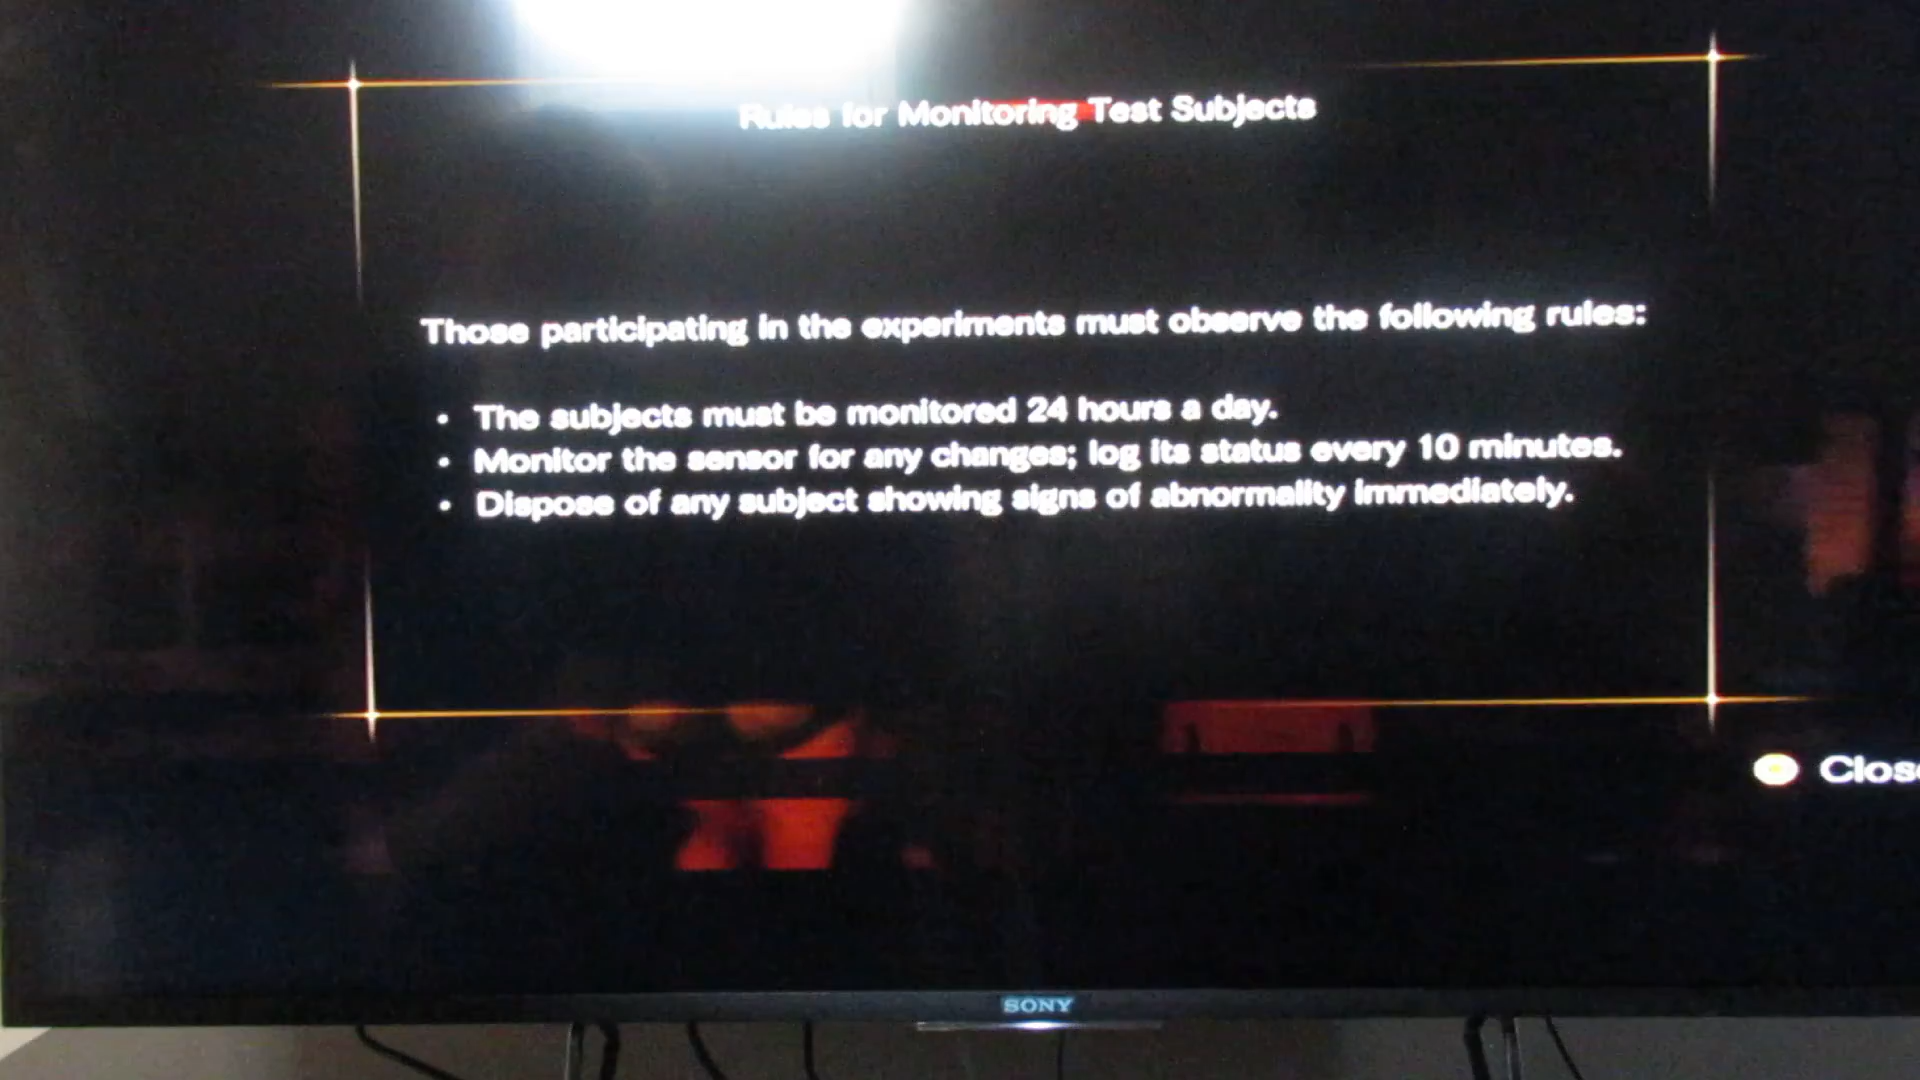 Rules for Monitoring Test Subjects
Those participating in the experiments must observe the following rules:
• The subjects must be monitored 24 hours a day.
• Monitor the sensor for any changes; log its status every 10 minutes.
• Dispose of any subject showing signs of abnormality immediately.
Clos
SONY